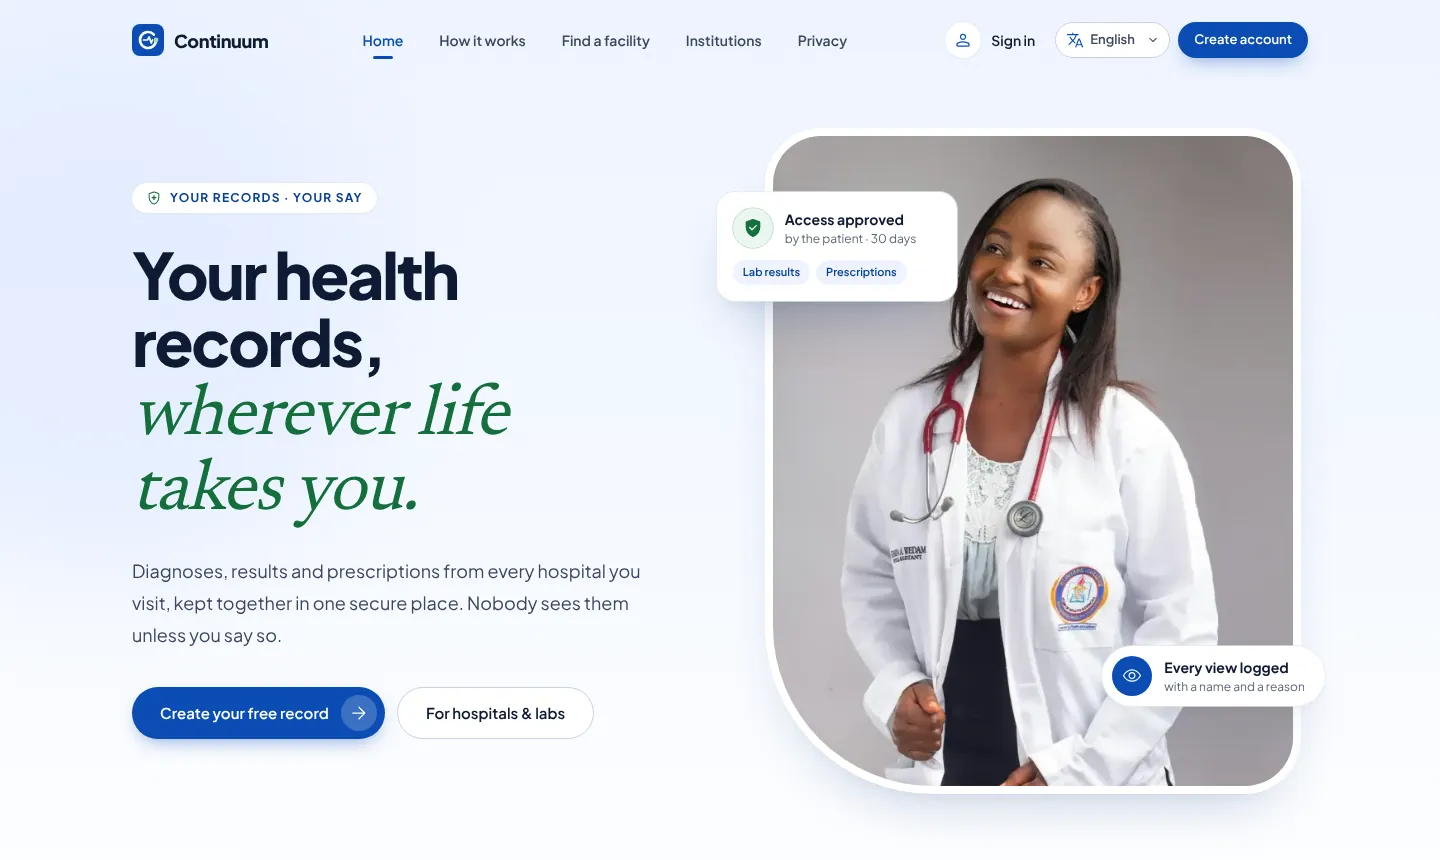 Continuum
Home
How it works
Find a facility
Institutions
Privacy
Sign in
English
Create account
YOUR RECORDS · YOUR SAY
Your health
records,
wherever life
takes you.
Diagnoses, results and prescriptions from every hospital you
visit, kept together in one secure place. Nobody sees them
unless you say so.
Create your free record
For hospitals & labs
Access approved
by the patient · 30 days
Lab results
Prescriptions
Every view logged
with a name and a reason